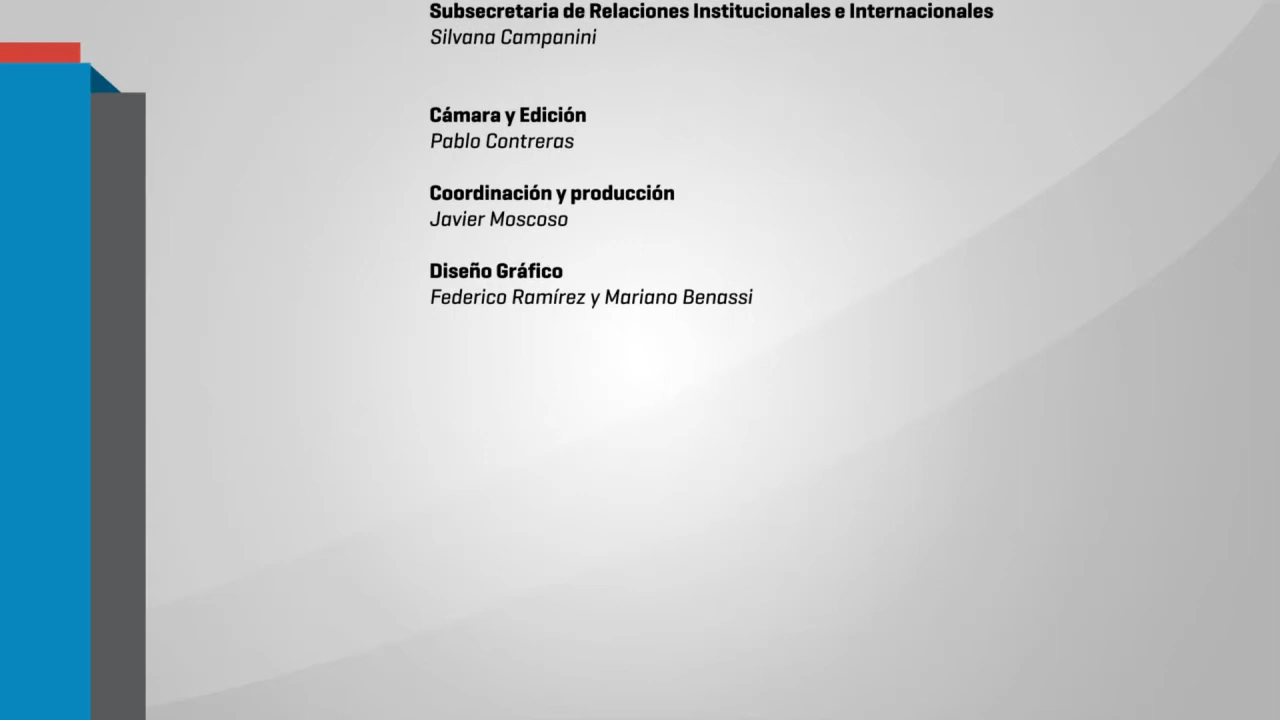 Subsecretaria de Relaciones Institucionales e Internacionales
Silvana Campanini
Cámara y Edición
Pablo Contreras
Coordinación y producción
Javier Moscoso
Diseño Gráfico
Federico Ramírez y Mariano Benassi